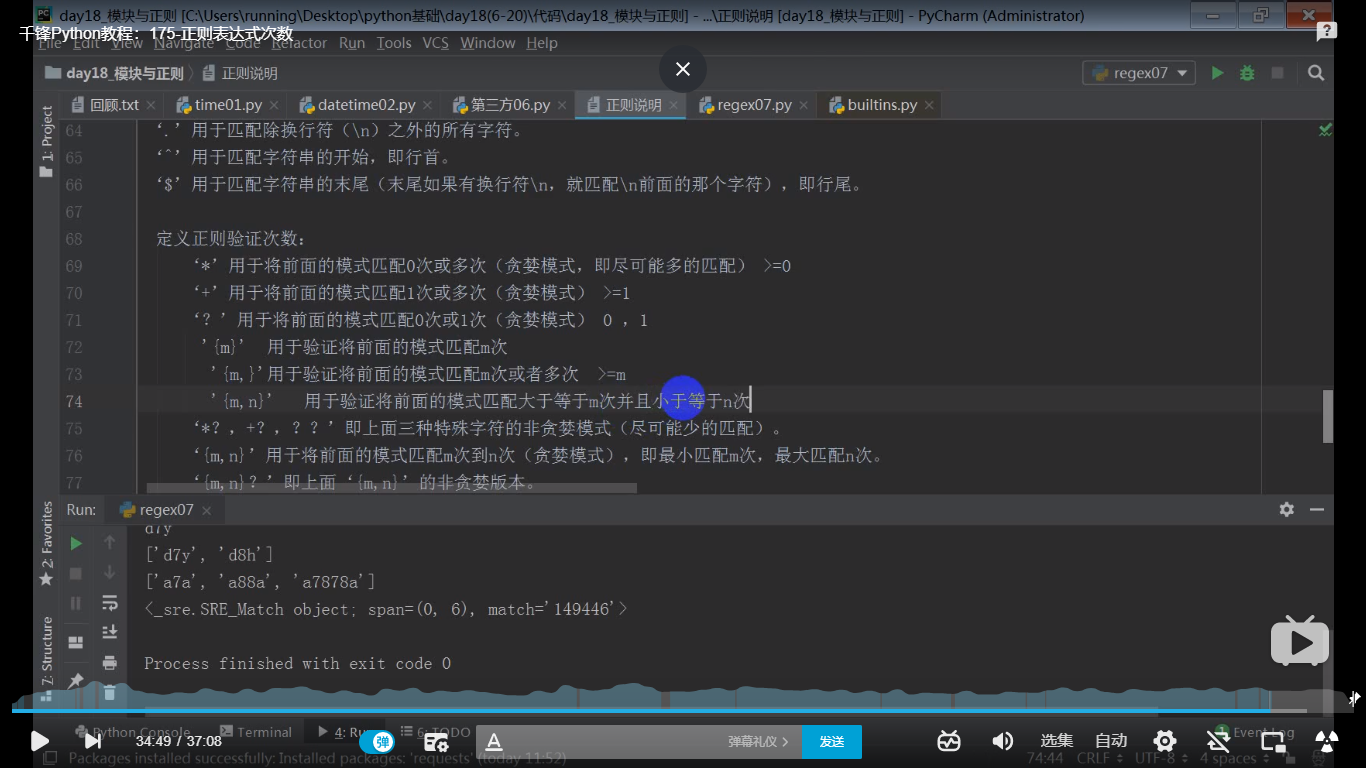 day18_模块与正则 [C:\Users\running\Desktop\python基础\day18(6-20)\代码\day18_模块与正则] - ...\正则说明 [day18_模块与正则] - PyCharm (Administrator)
千锋Python教程：175-正则表达式次数
File Edit View Navigate Code Refactor Run Tools VCS Window Help
day18_模块与正则 正则说明 regex07
回顾.txt time01.py datetime02.py 第三方06.py 正则说明 regex07.py builtins.py
1: Project
64 ‘.’ 用于匹配除换行符（\n）之外的所有字符。
65 ‘^’ 用于匹配字符串的开始，即行首。
66 ‘$’ 用于匹配字符串的末尾（末尾如果有换行符\n，就匹配\n前面的那个字符），即行尾。
67
68 定义正则验证次数：
69 ‘*’ 用于将前面的模式匹配0次或多次（贪婪模式，即尽可能多的匹配） >=0
70 ‘+’ 用于将前面的模式匹配1次或多次（贪婪模式） >=1
71 ‘? ’ 用于将前面的模式匹配0次或1次（贪婪模式） 0 , 1
72 '{m}' 用于验证将前面的模式匹配m次
73 '{m,}'用于验证将前面的模式匹配m次或者多次 >=m
74 '{m,n}' 用于验证将前面的模式匹配大于等于m次并且小于等于n次
75 ‘*?，+?，??’ 即上面三种特殊字符的非贪婪模式（尽可能少的匹配）。
76 ‘{m,n}’ 用于将前面的模式匹配m次到n次（贪婪模式），即最小匹配m次，最大匹配n次。
77 ‘{m,n}?’ 即上面‘{m,n}’ 的非贪婪版本。
Run: regex07
2: Favorites
7: Structure
d7y
['d7y', 'd8h']
['a7a', 'a88a', 'a7878a']
<_sre.SRE_Match object; span=(0, 6), match='149446'>
Process finished with exit code 0
Python Console Terminal 4: Run 6: TODO 1 Event Log
34:49 / 37:08 弹 A 弹幕礼仪 > 发送 选集 自动
Packages installed successfully: Installed packages: 'requests' (today 11:52) 74:44 CRLF UTF-8 4 spaces